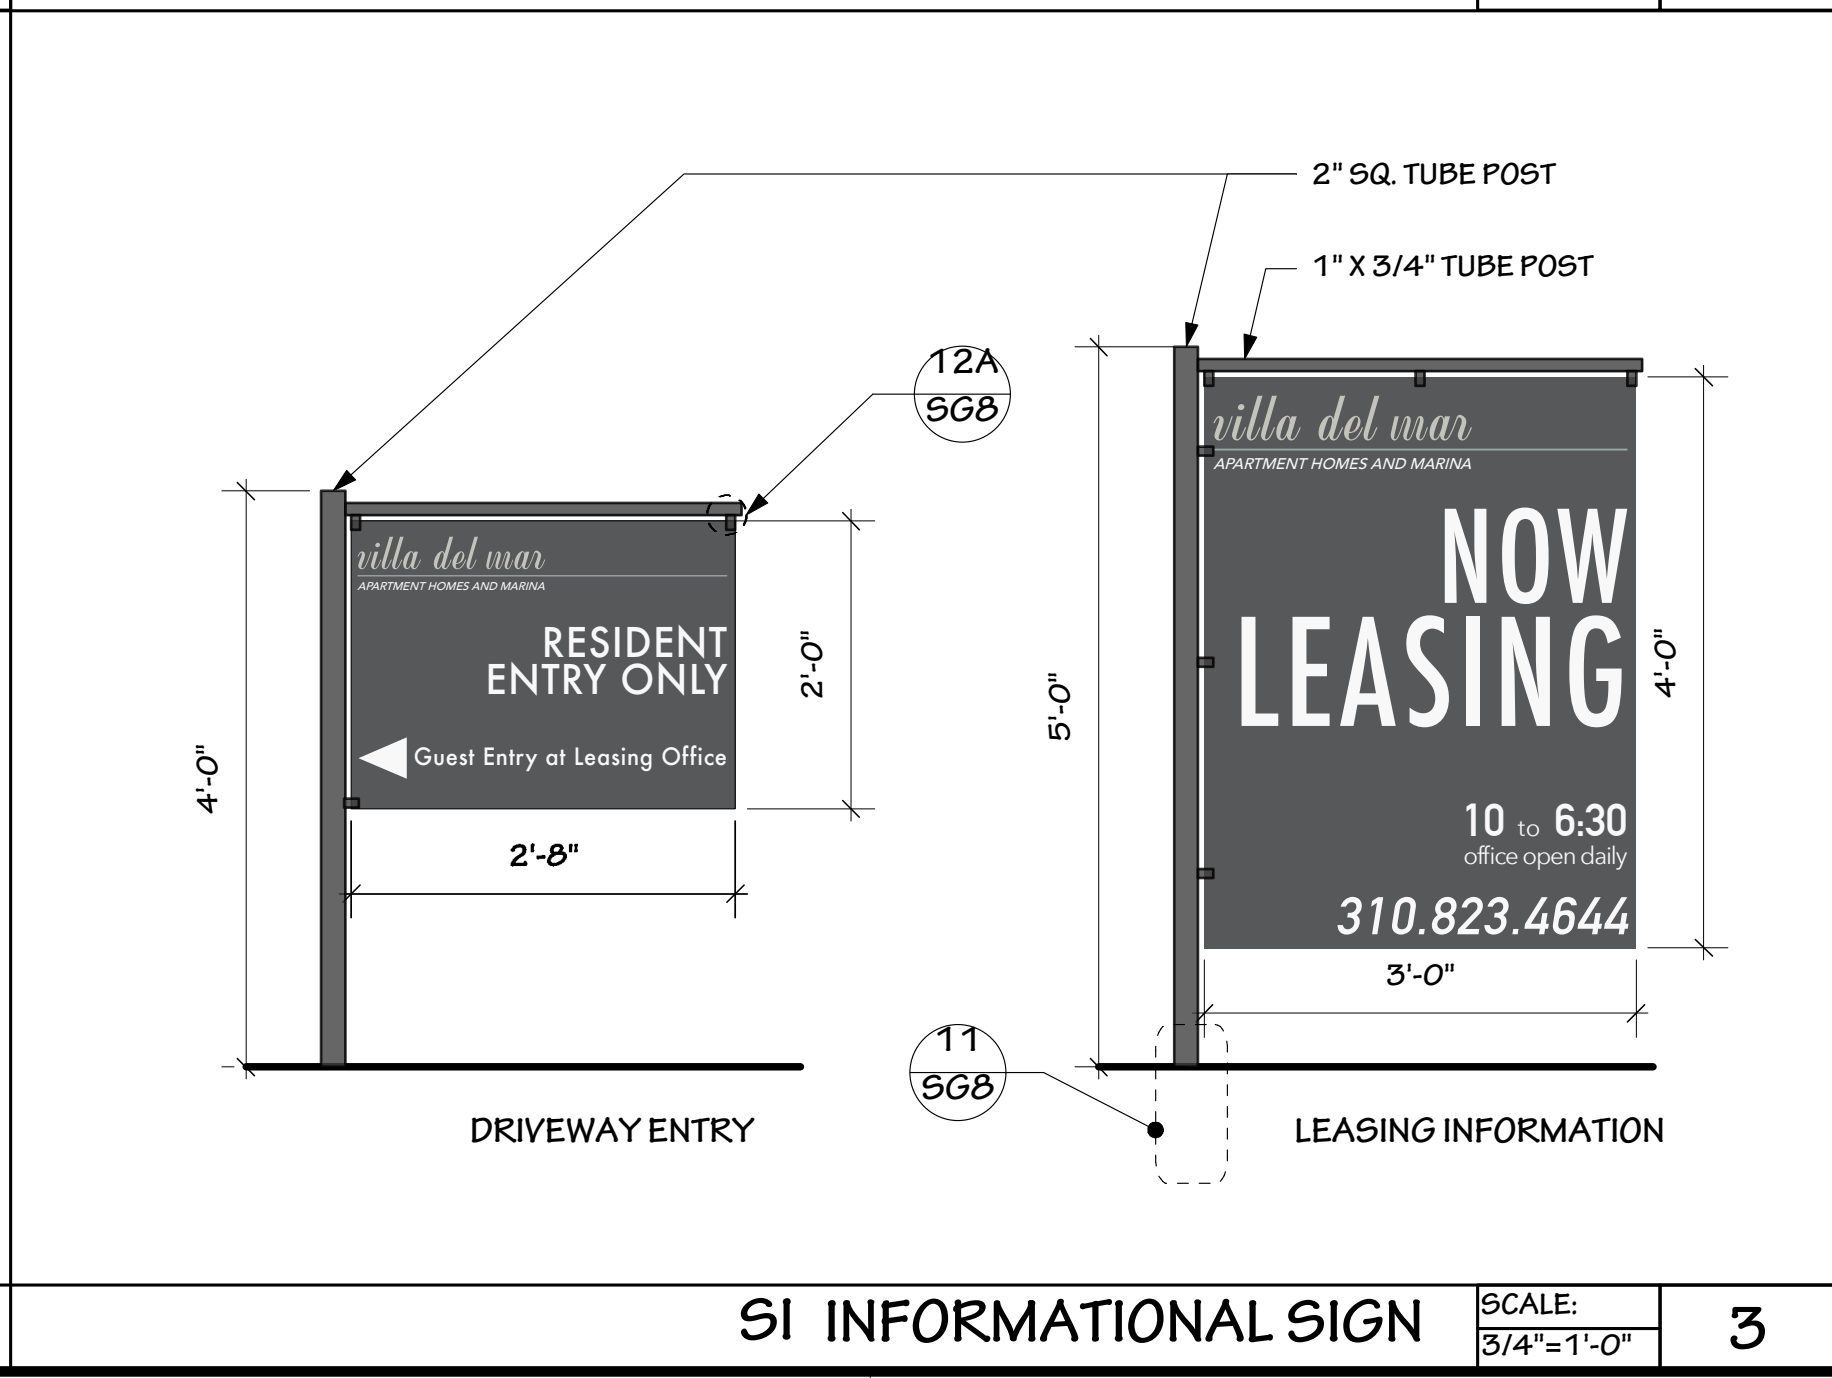 2" SQ. TUBE POST
1" X 3/4" TUBE POST
12A
SG8
villa del mar
APARTMENT HOMES AND MARINA
RESIDENT
ENTRY ONLY
Guest Entry at Leasing Office
4'-0"
2'-0"
2'-8"
DRIVEWAY ENTRY
villa del mar
APARTMENT HOMES AND MARINA
NOW
LEASING
10 to 6:30
office open daily
310.823.4644
5'-0"
4'-0"
3'-0"
11
SG8
LEASING INFORMATION
SI INFORMATIONAL SIGN
SCALE:
3/4"=1'-0"
3